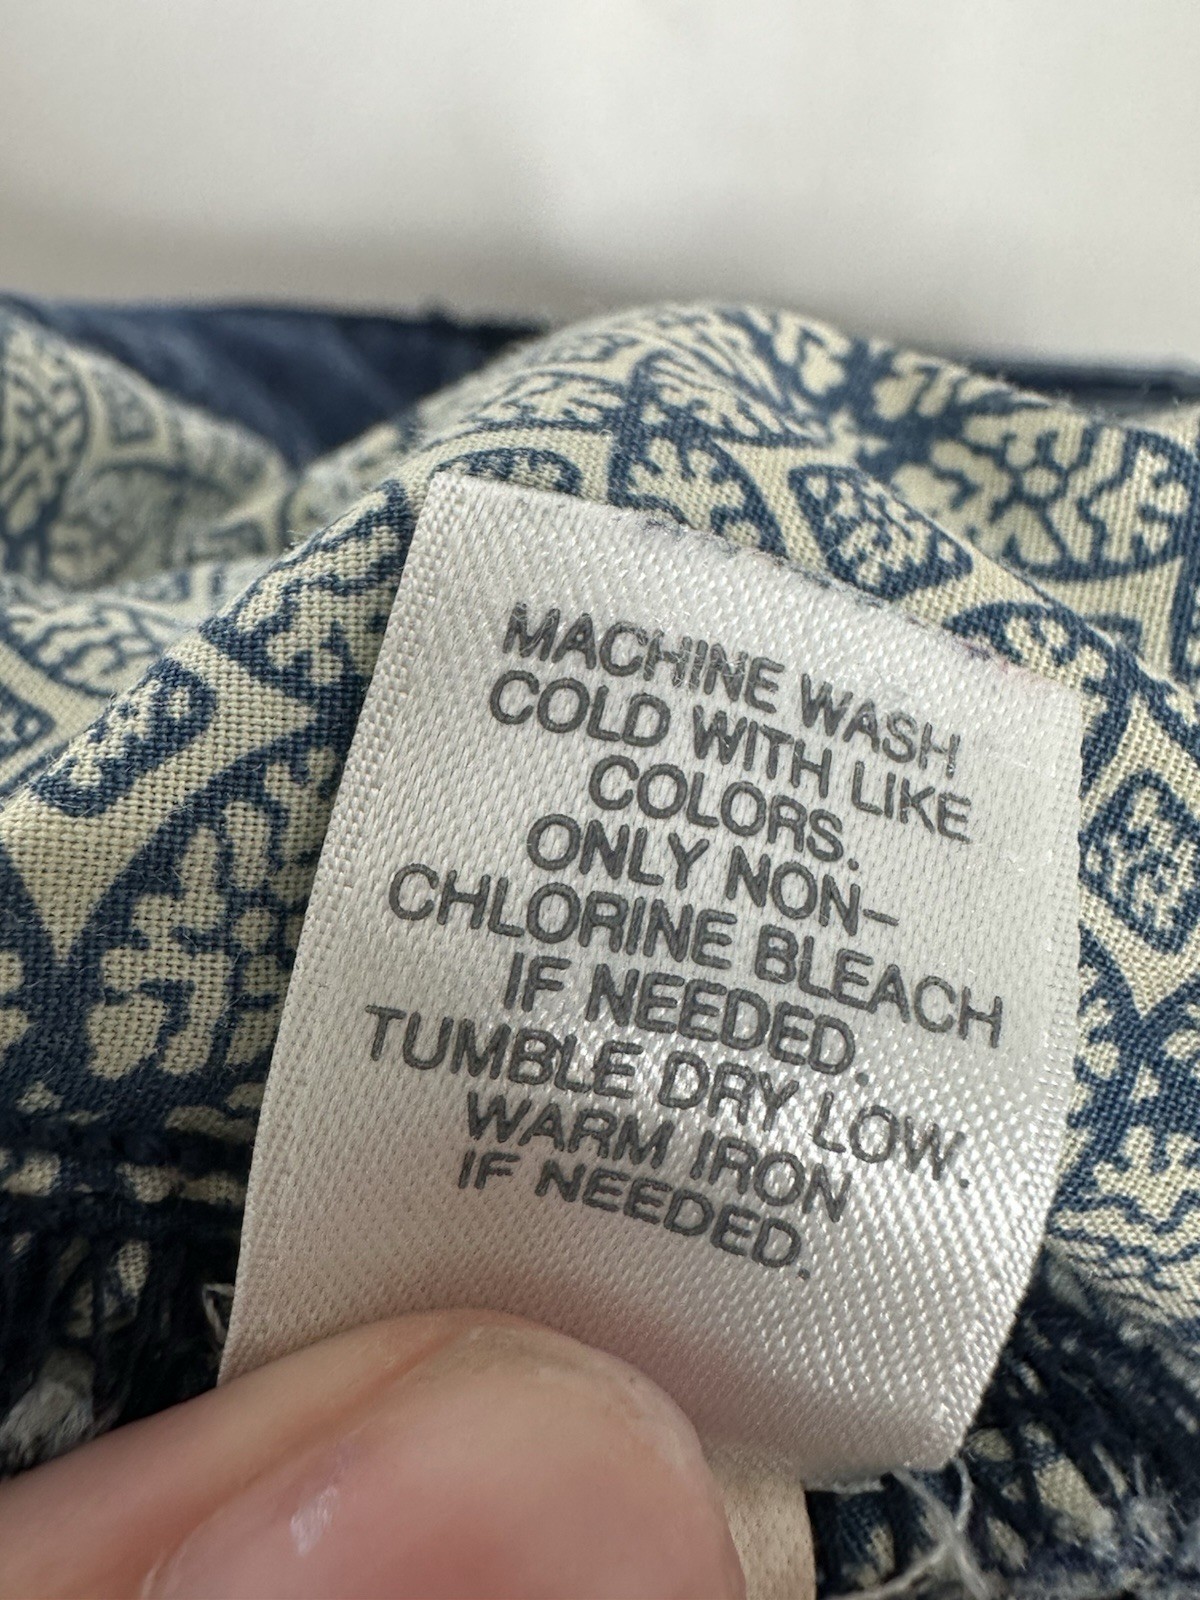 MACHINE WASH
COLD WITH LIKE
COLORS.
ONLY NON-
CHLORINE BLEACH
IF NEEDED.
TUMBLE DRY LOW.
WARM IRON
IF NEEDED.